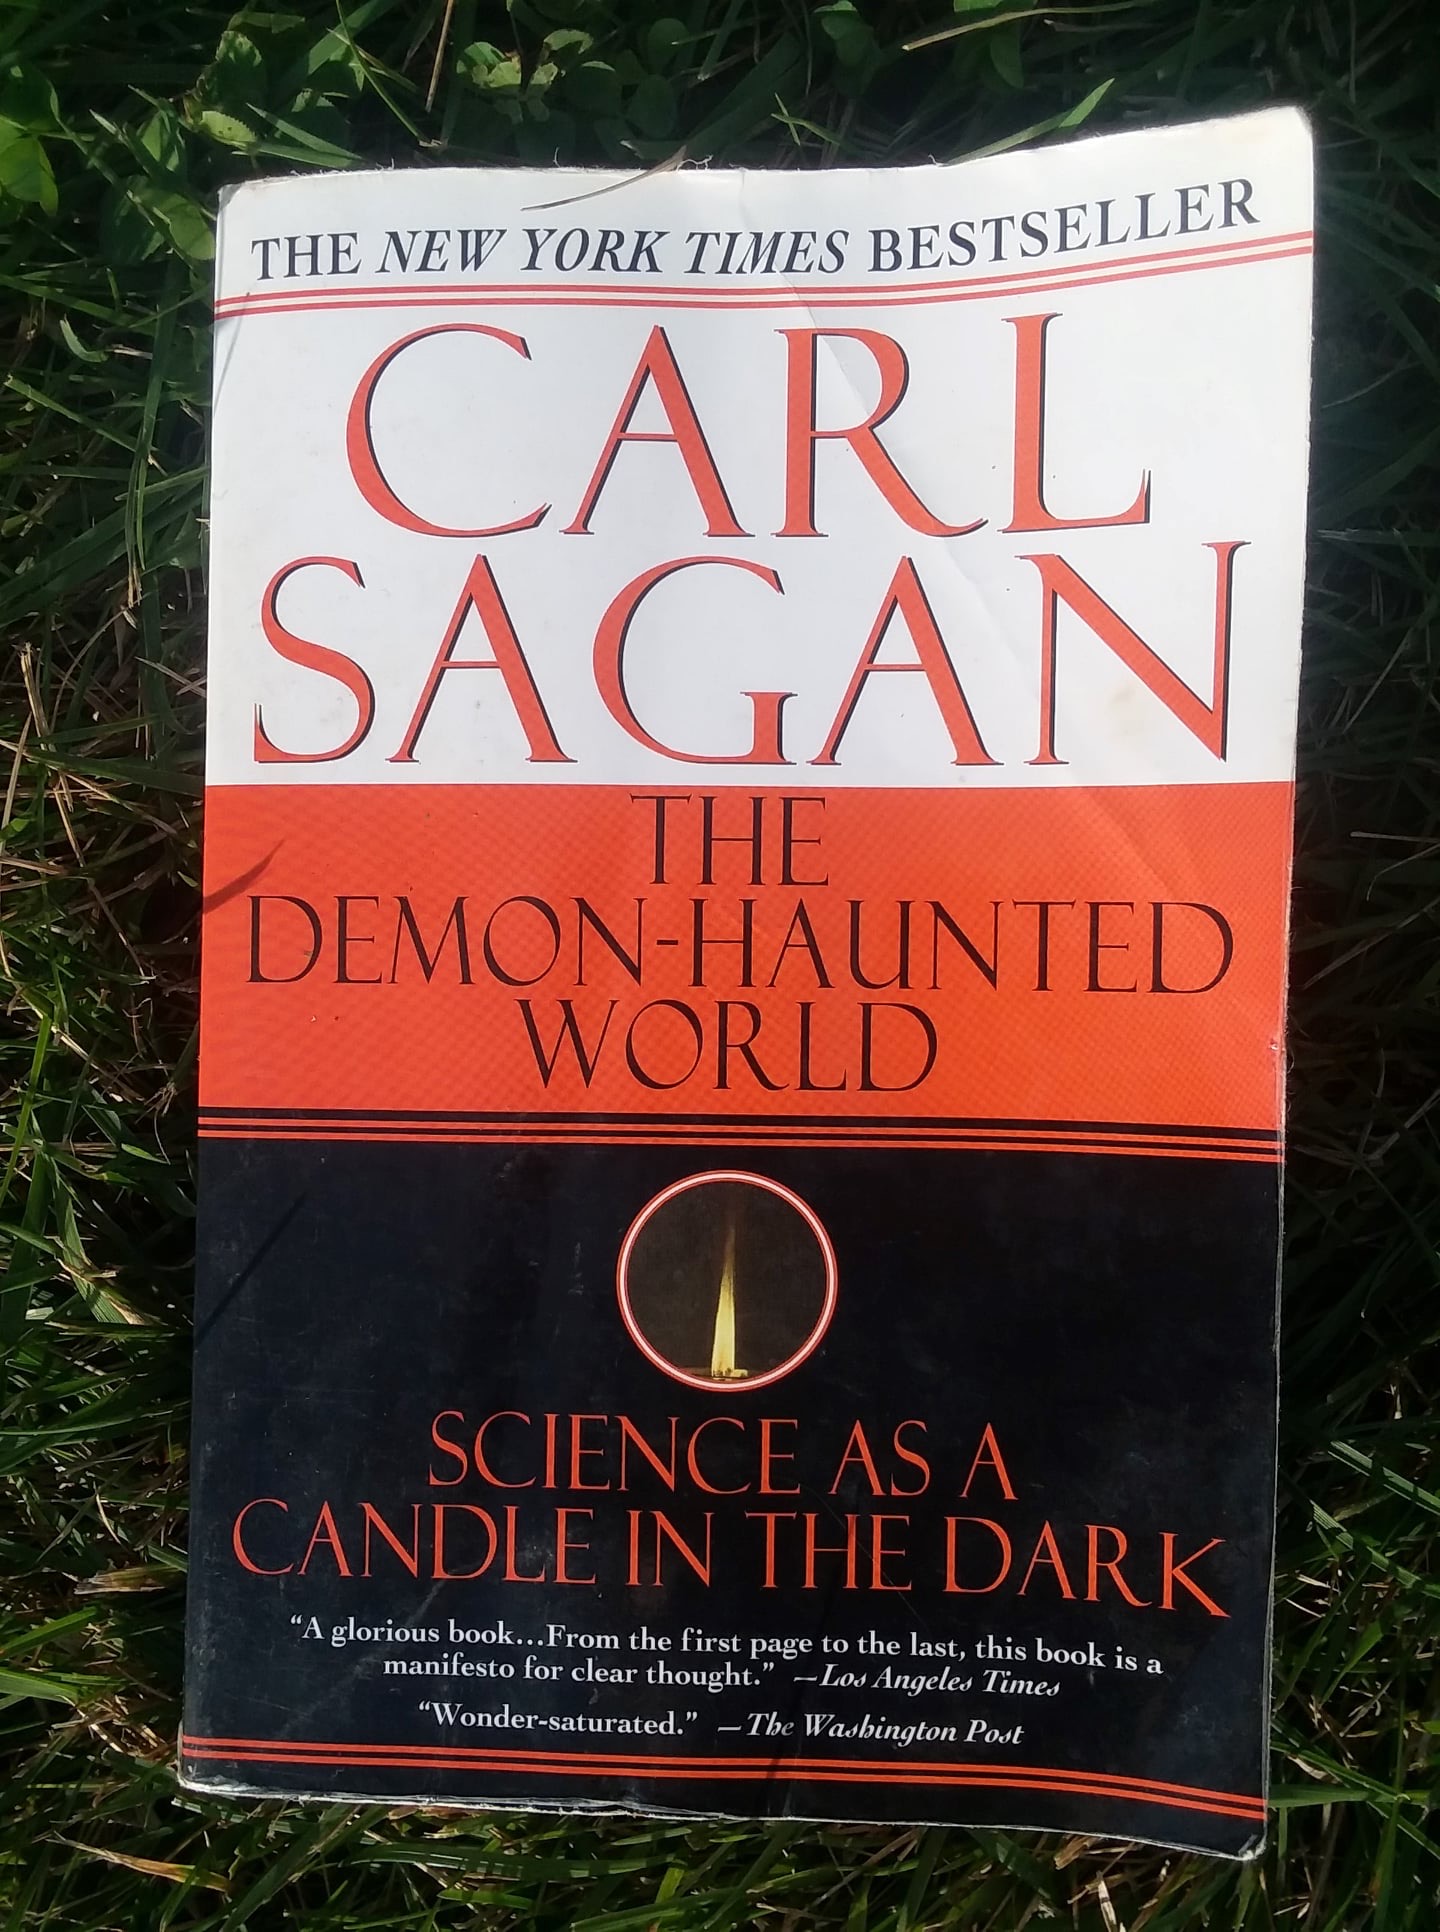 THE NEW YORK TIMES BESTSELLER
CARL
SAGAN
THE
DEMON-HAUNTED
WORLD
SCIENCE AS A
CANDLE IN THE DARK
“A glorious book...From the first page to the last, this book is a
manifesto for clear thought.” —Los Angeles Times
“Wonder-saturated.” —The Washington Post